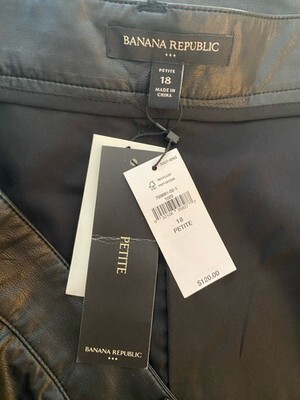 BANANA REPUBLIC
PETITE
18
MADE IN
CHINA
18
PETITE
$120.00
PETITE
BANANA REPUBLIC